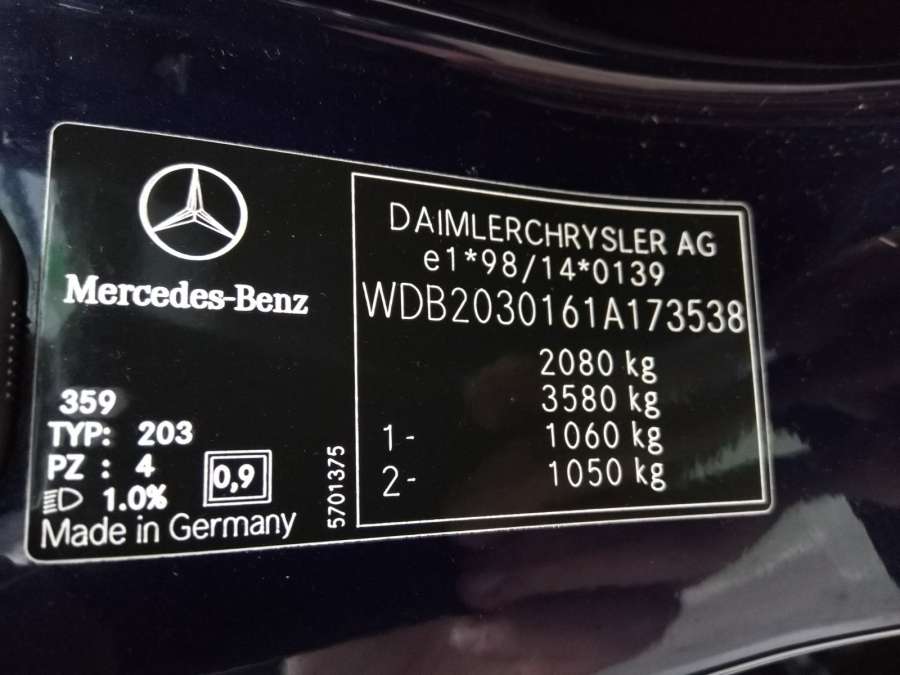 Mercedes-Benz
359
TYP: 203
PZ : 4
1.0%
0,9
Made in Germany
5701375
DAIMLERCHRYSLER AG
e1*98/14*0139
WDB2030161A173538
2080 kg
3580 kg
1- 1060 kg
2- 1050 kg